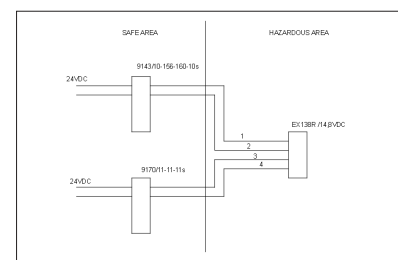 SAFE AREA
HAZARDOUS AREA
9143/10-156-160-10s
24VDC
EX138R /14,8VDC
1
2
3
4
9170/11-11-11s
24VDC